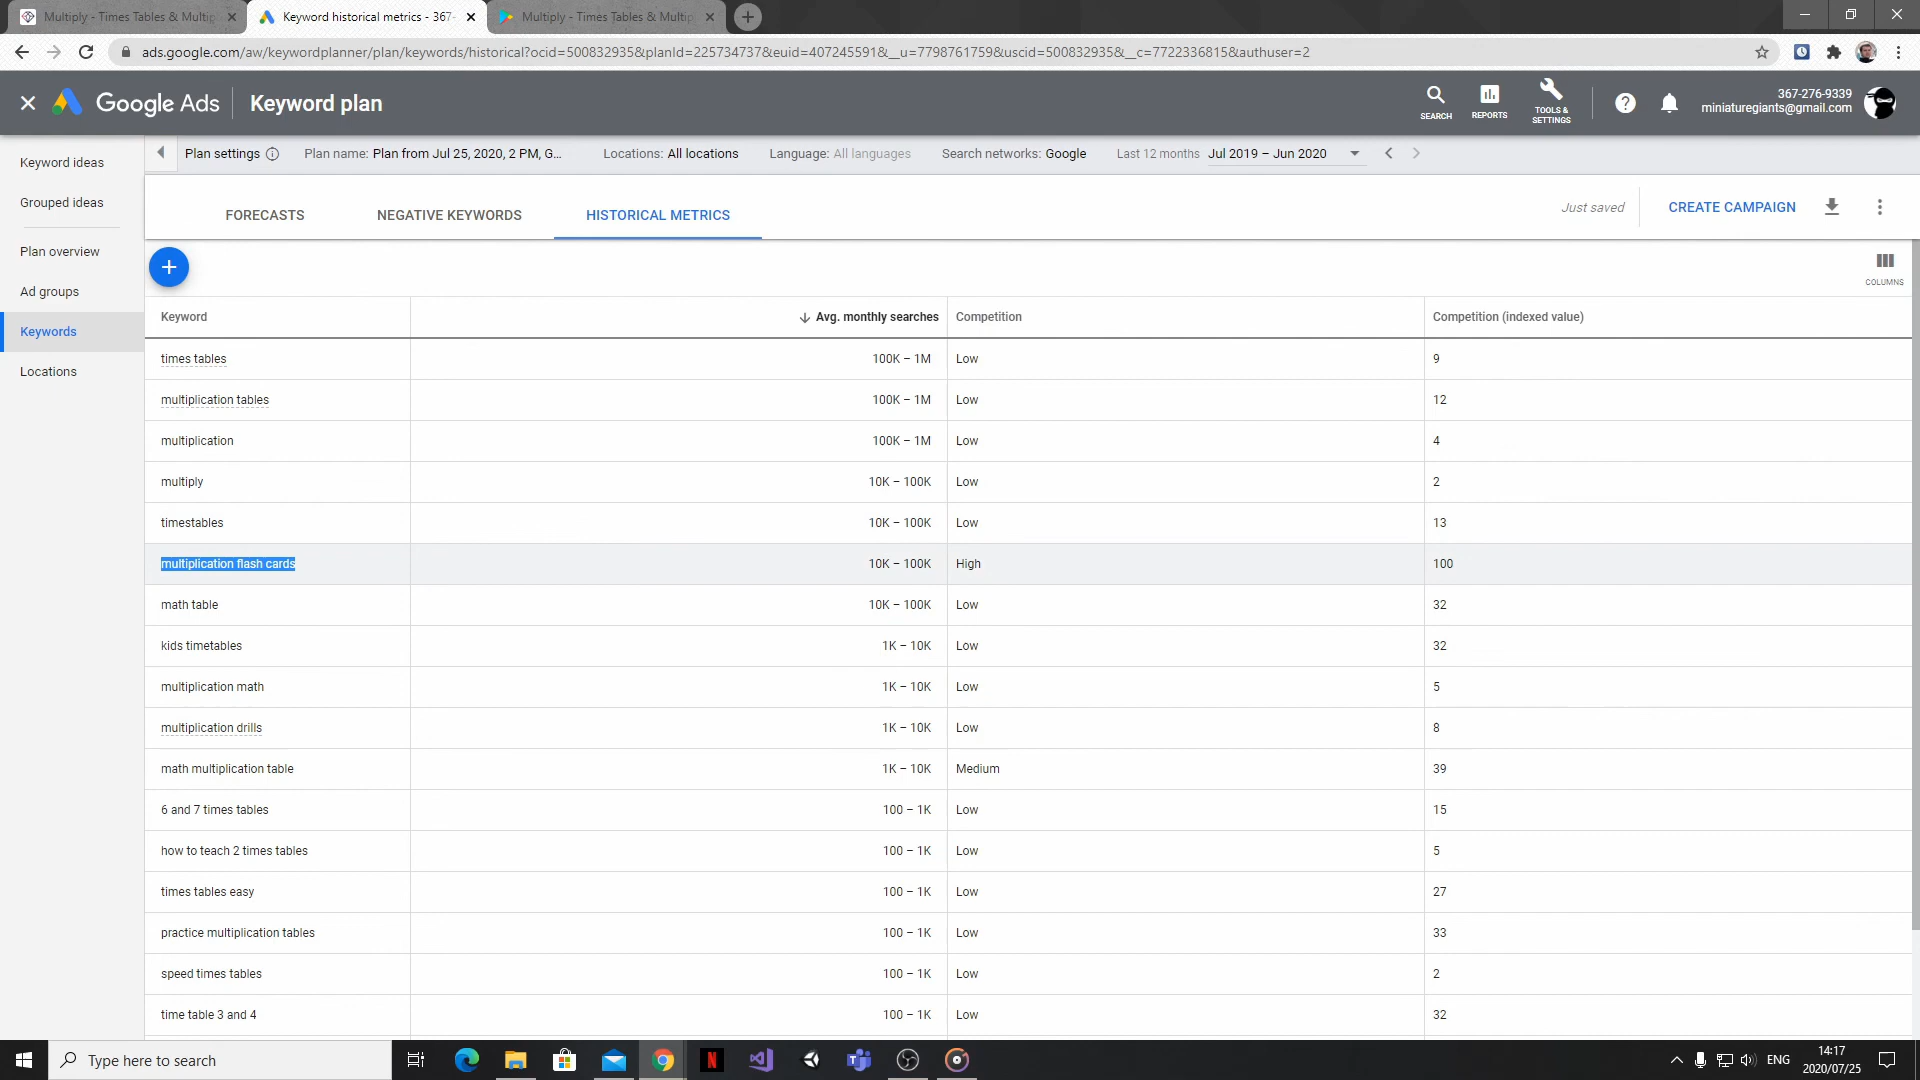 Multiply - Times Tables & Multip
Keyword historical metrics - 367-
Multiply - Times Tables & Multip
ads.google.com/aw/keywordplanner/plan/keywords/historical?ocid=500832935&planId=225734737&euid=407245591&__u=7798761759&uscid=500832935&__c=7722336815&authuser=2
Google Ads
Keyword plan
SEARCH
REPORTS
TOOLS &
SETTINGS
367-276-9339
miniaturegiants@gmail.com
Plan settings
Plan name: Plan from Jul 25, 2020, 2 PM, G...
Locations: All locations
Language: All languages
Search networks: Google
Last 12 months Jul 2019 – Jun 2020
Keyword ideas
Grouped ideas
Plan overview
Ad groups
Keywords
Locations
FORECASTS
NEGATIVE KEYWORDS
HISTORICAL METRICS
Just saved
CREATE CAMPAIGN
COLUMNS
Keyword Avg. monthly searches Competition Competition (indexed value)
times tables 100K – 1M Low 9
multiplication tables 100K – 1M Low 12
multiplication 100K – 1M Low 4
multiply 10K – 100K Low 2
timestables 10K – 100K Low 13
multiplication flash cards 10K – 100K High 100
math table 10K – 100K Low 32
kids timetables 1K – 10K Low 32
multiplication math 1K – 10K Low 5
multiplication drills 1K – 10K Low 8
math multiplication table 1K – 10K Medium 39
6 and 7 times tables 100 – 1K Low 15
how to teach 2 times tables 100 – 1K Low 5
times tables easy 100 – 1K Low 27
practice multiplication tables 100 – 1K Low 33
speed times tables 100 – 1K Low 2
time table 3 and 4 100 – 1K Low 32
Type here to search
ENG
14:17
2020/07/25